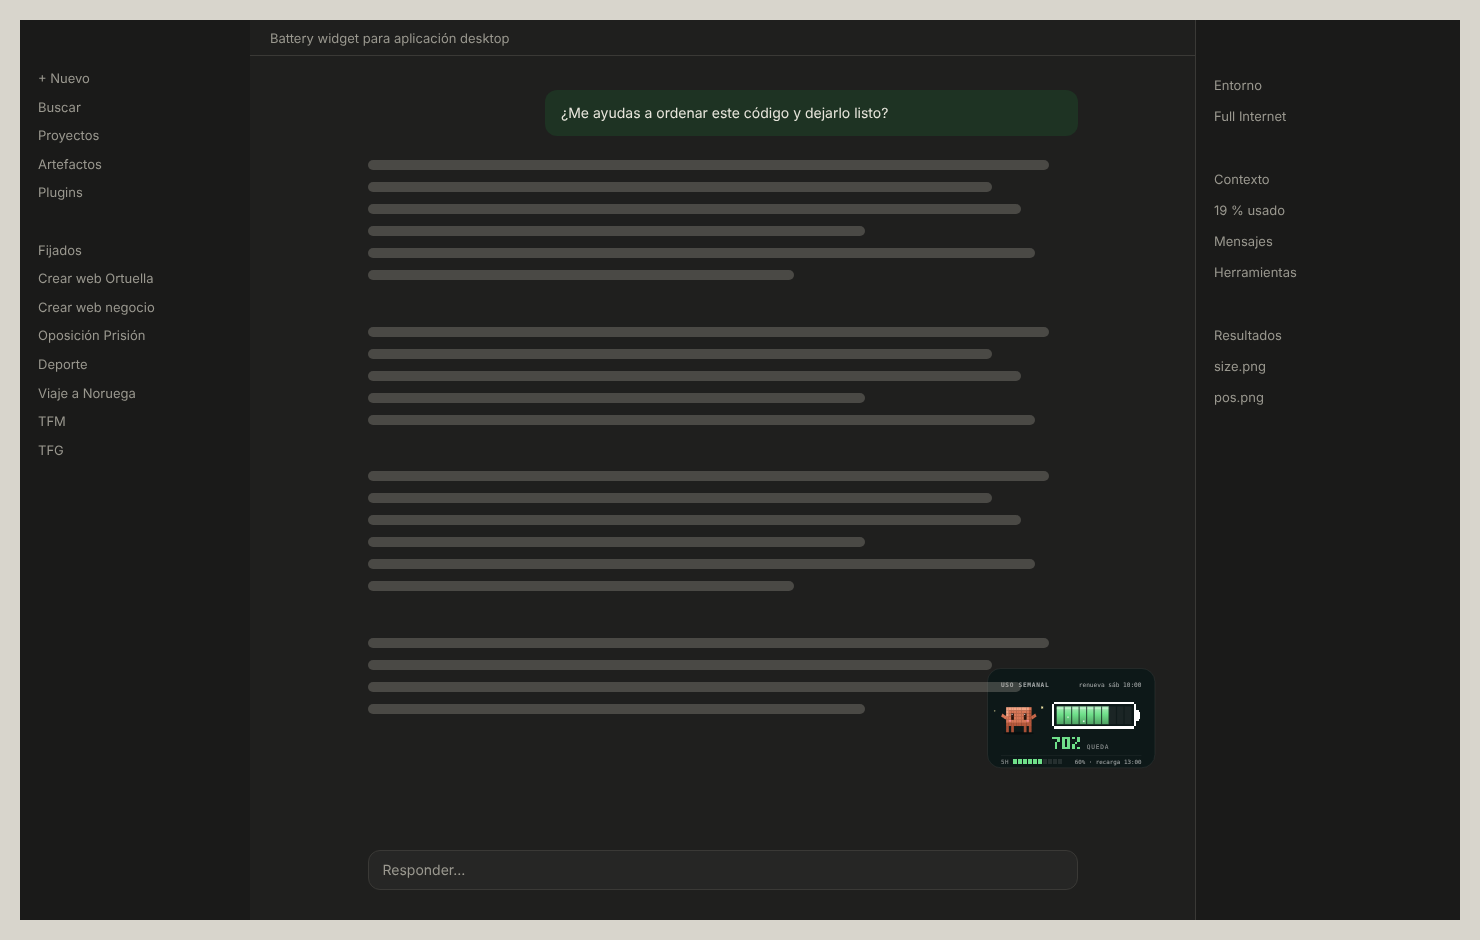 Battery widget para aplicación desktop
+ Nuevo
Buscar
Proyectos
Artefactos
Plugins
Fijados
Crear web Ortuella
Crear web negocio
Oposición Prisión
Deporte
Viaje a Noruega
TFM
TFG
¿Me ayudas a ordenar este código y dejarlo listo?
USO SEMANAL
renueva sáb 10:00
70%
QUEDA
5H
60% · recarga 13:00
Responder...
Entorno
Full Internet
Contexto
19 % usado
Mensajes
Herramientas
Resultados
size.png
pos.png